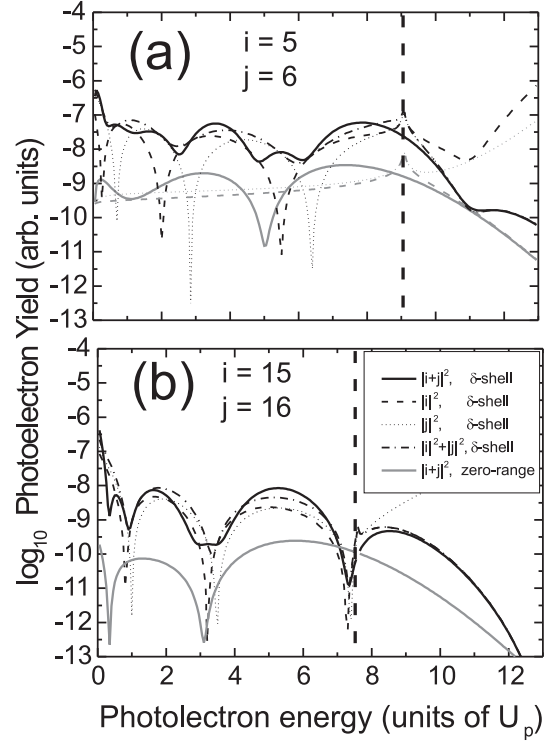 -4
-5
-6
-7
-8
-9
-10
-11
-12
-13
(a)
i = 5
j = 6
log10 Photoelectron Yield (arb. units)
-4
-5
-6
-7
-8
-9
-10
-11
-12
-13
(b)
i = 15
j = 16
|i+j|², δ-shell
|i|², δ-shell
|j|², δ-shell
|i|²+|j|², δ-shell
|i+j|², zero-range
0 2 4 6 8 10 12
Photolectron energy (units of Up)